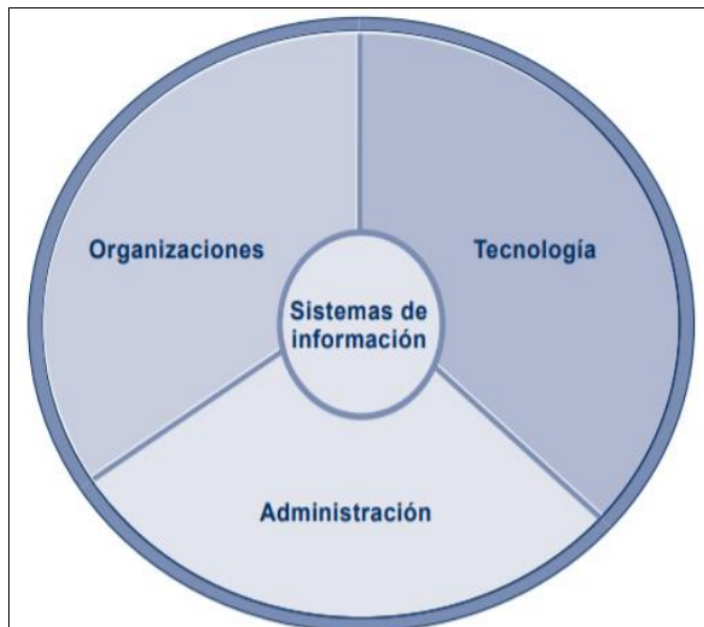 Organizaciones
Tecnología
Sistemas de
información
Administración